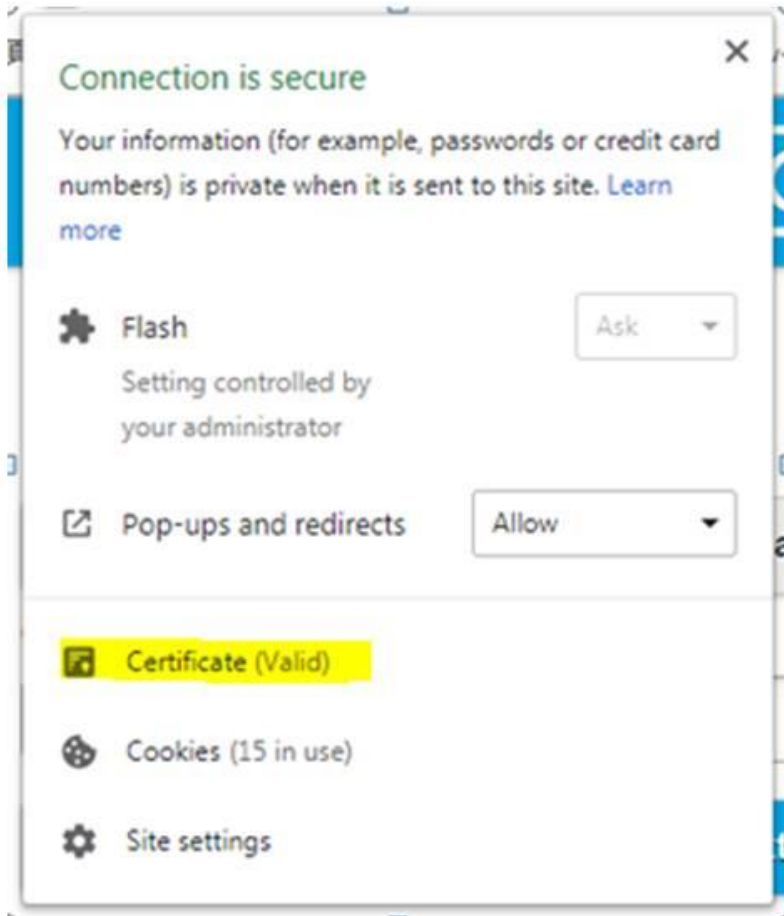 Connection is secure
Your information (for example, passwords or credit card
numbers) is private when it is sent to this site. Learn
more
Flash
Ask
Setting controlled by
your administrator
Pop-ups and redirects
Allow
Certificate (Valid)
Cookies (15 in use)
Site settings